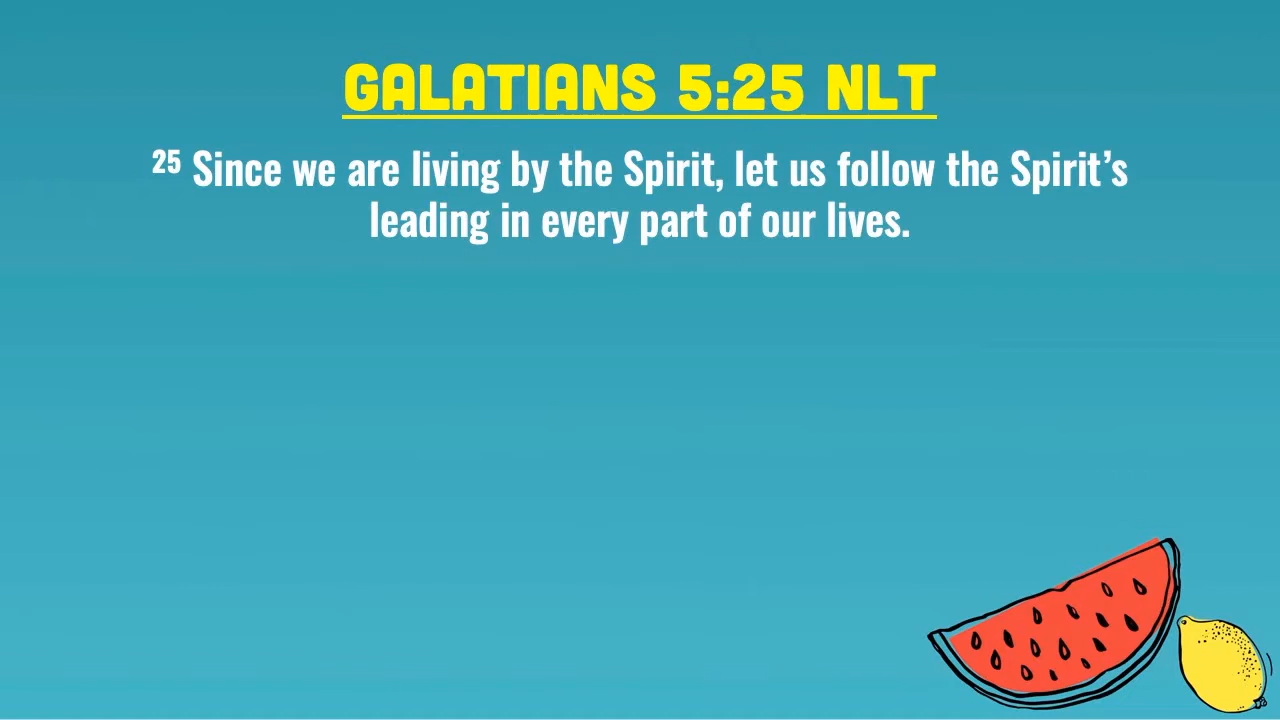 GALATIANS 5:25 NLT
25 Since we are living by the Spirit, let us follow the Spirit’s
leading in every part of our lives.